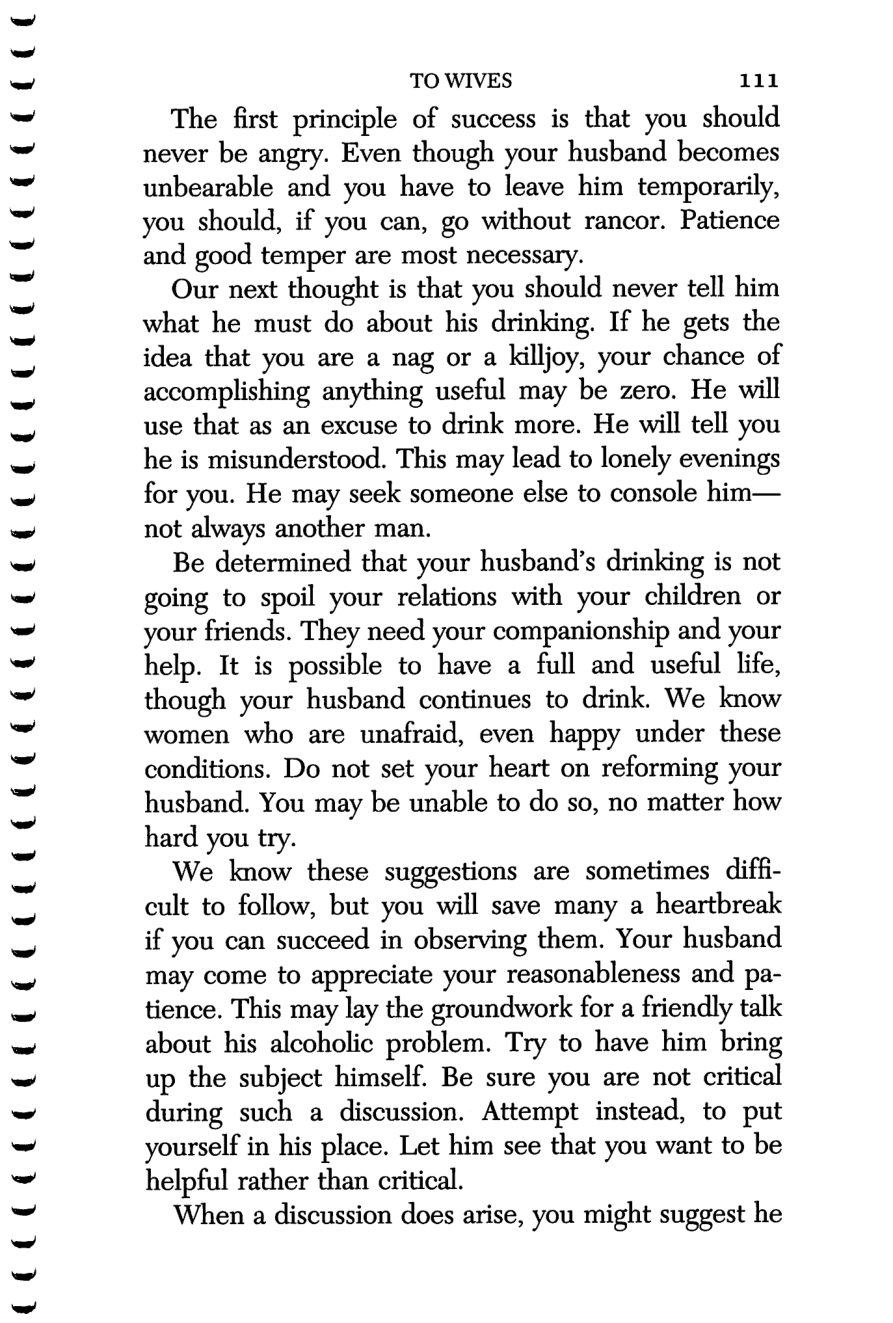 TO WIVES 111
The first principle of success is that you should
never be angry. Even though your husband becomes
unbearable and you have to leave him temporarily,
you should, if you can, go without rancor. Patience
and good temper are most necessary.
Our next thought is that you should never tell him
what he must do about his drinking. If he gets the
idea that you are a nag or a killjoy, your chance of
accomplishing anything useful may be zero. He will
use that as an excuse to drink more. He will tell you
he is misunderstood. This may lead to lonely evenings
for you. He may seek someone else to console him—
not always another man.
Be determined that your husband's drinking is not
going to spoil your relations with your children or
your friends. They need your companionship and your
help. It is possible to have a full and useful life,
though your husband continues to drink. We know
women who are unafraid, even happy under these
conditions. Do not set your heart on reforming your
husband. You may be unable to do so, no matter how
hard you try.
We know these suggestions are sometimes diffi-
cult to follow, but you will save many a heartbreak
if you can succeed in observing them. Your husband
may come to appreciate your reasonableness and pa-
tience. This may lay the groundwork for a friendly talk
about his alcoholic problem. Try to have him bring
up the subject himself. Be sure you are not critical
during such a discussion. Attempt instead, to put
yourself in his place. Let him see that you want to be
helpful rather than critical.
When a discussion does arise, you might suggest he